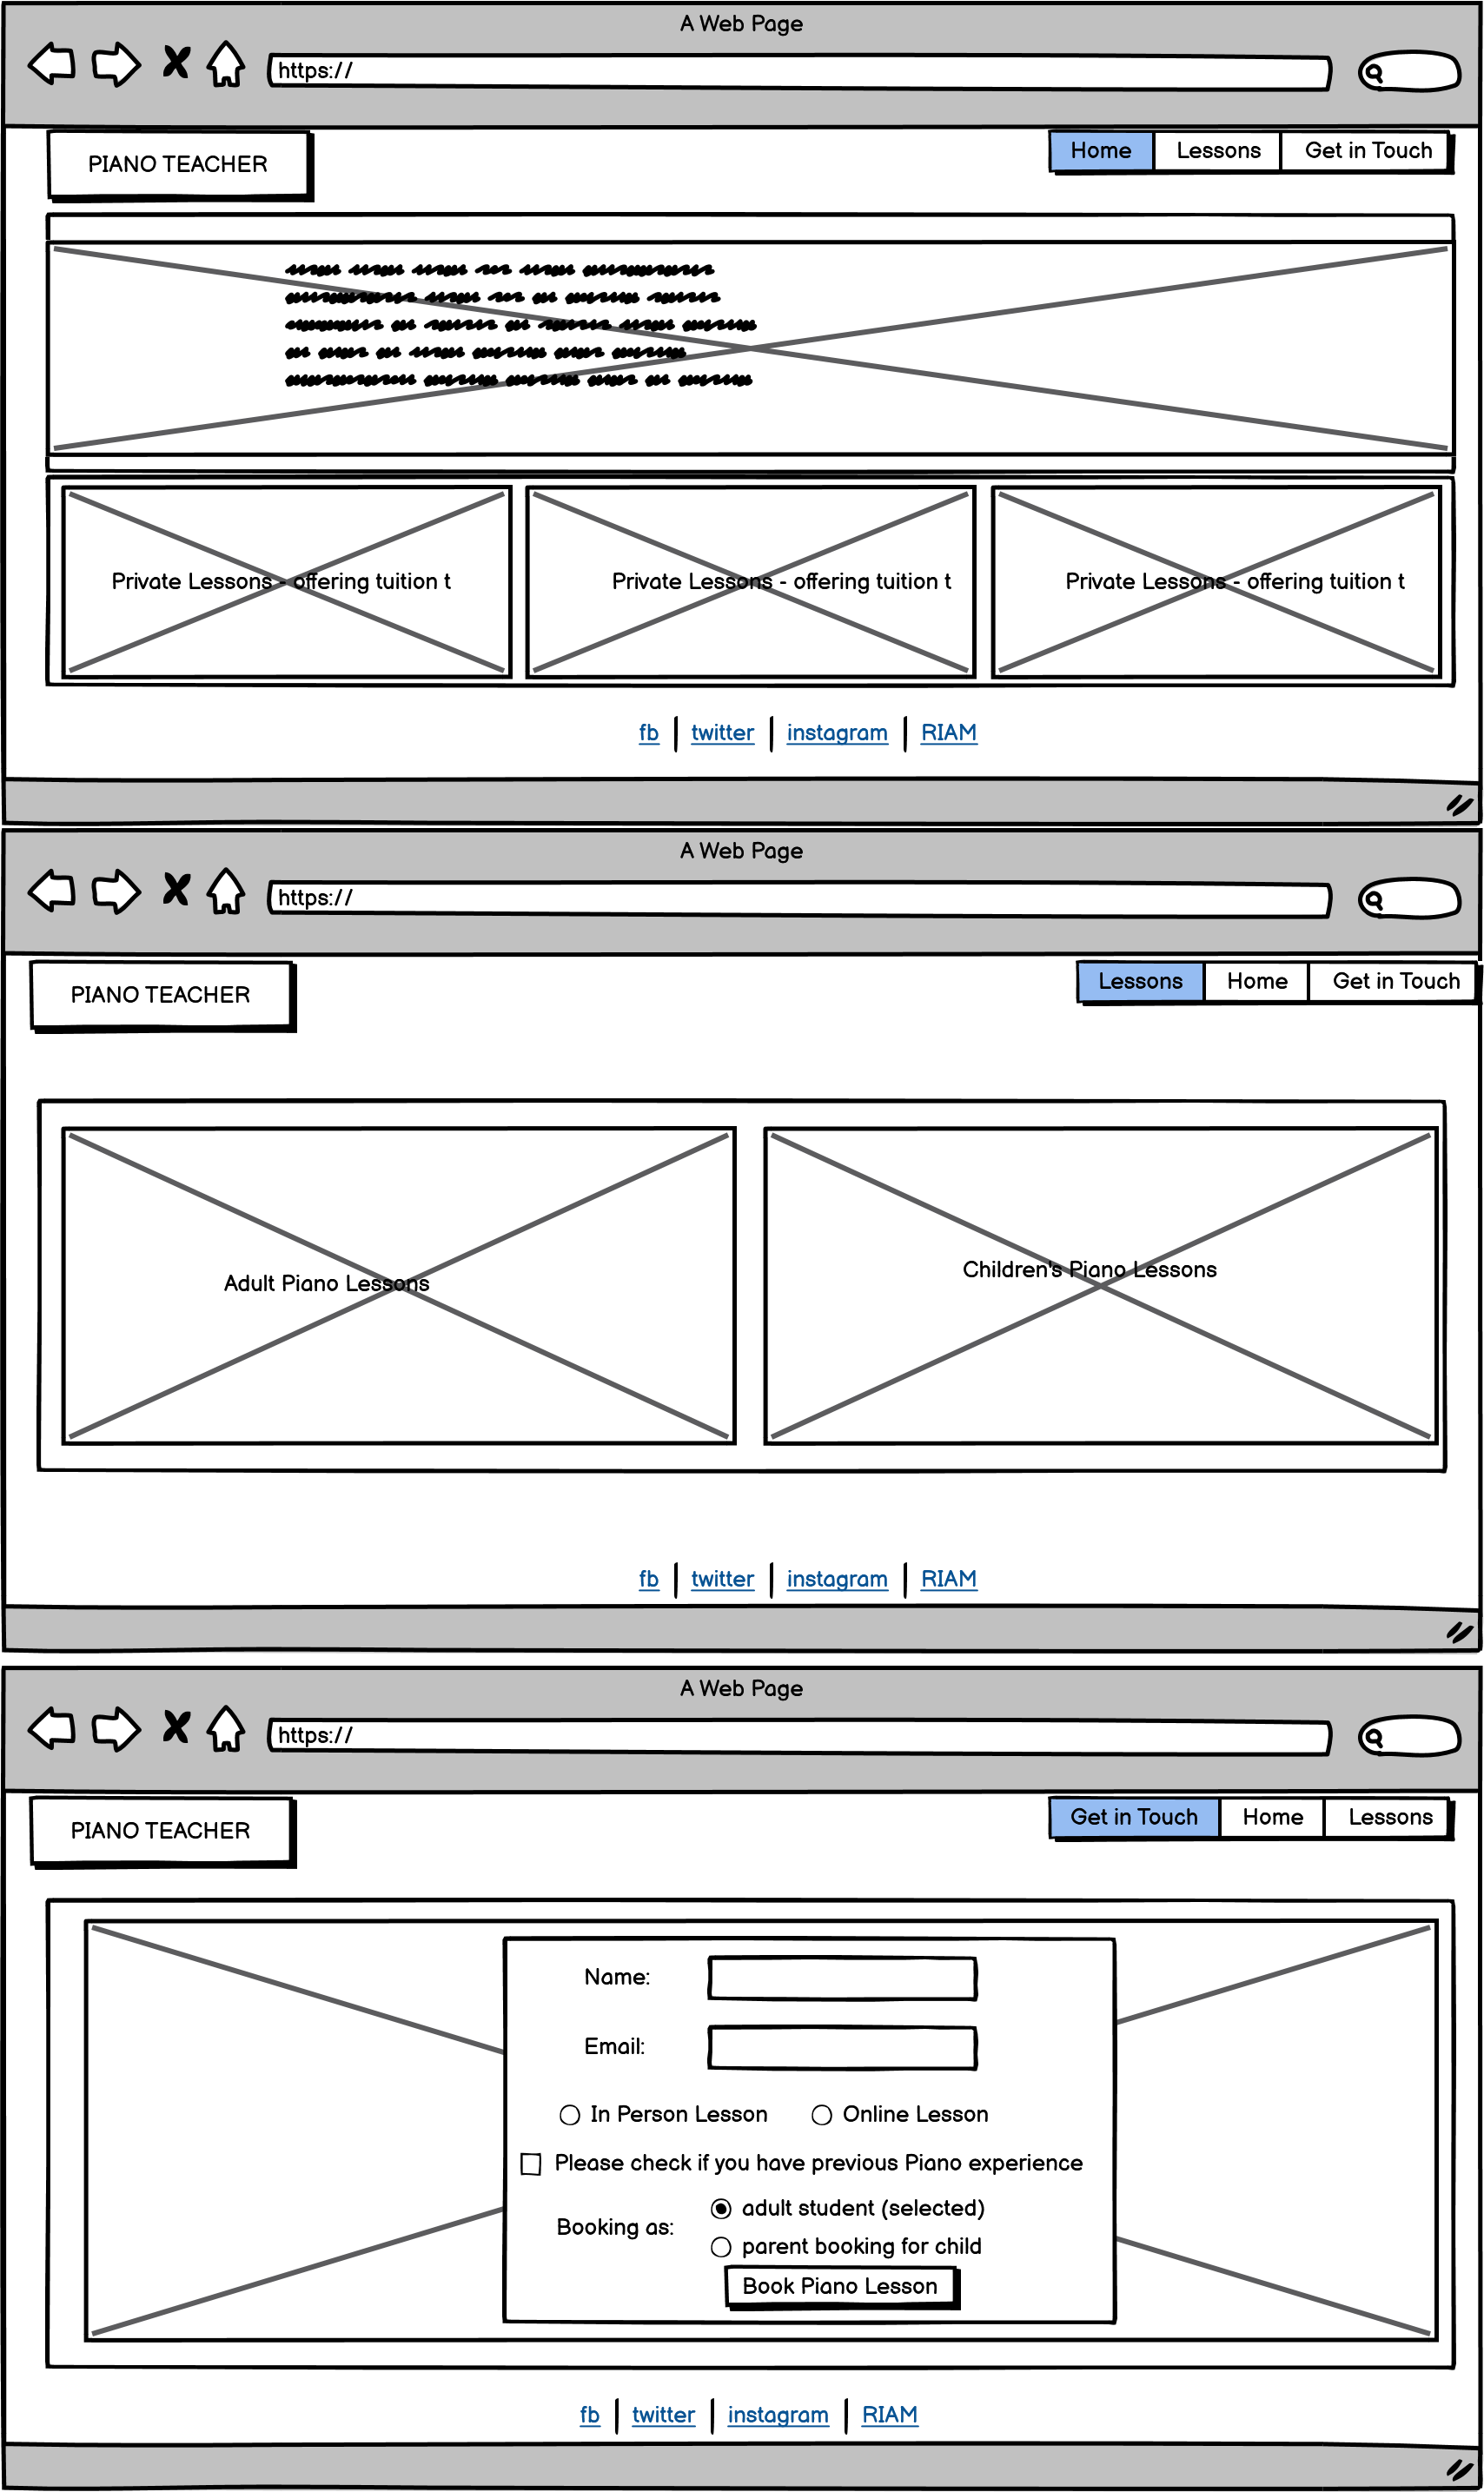 A Web Page
https://
PIANO TEACHER
Home Lessons Get in Touch
Private Lessons - offering tuition t
Private Lessons - offering tuition t
Private Lessons - offering tuition t
fb twitter instagram RIAM
A Web Page
https://
PIANO TEACHER
Lessons Home Get in Touch
Adult Piano Lessons
Children's Piano Lessons
fb twitter instagram RIAM
A Web Page
https://
PIANO TEACHER
Get in Touch Home Lessons
Name:
Email:
In Person Lesson Online Lesson
Please check if you have previous Piano experience
Booking as:
adult student (selected)
parent booking for child
Book Piano Lesson
fb twitter instagram RIAM